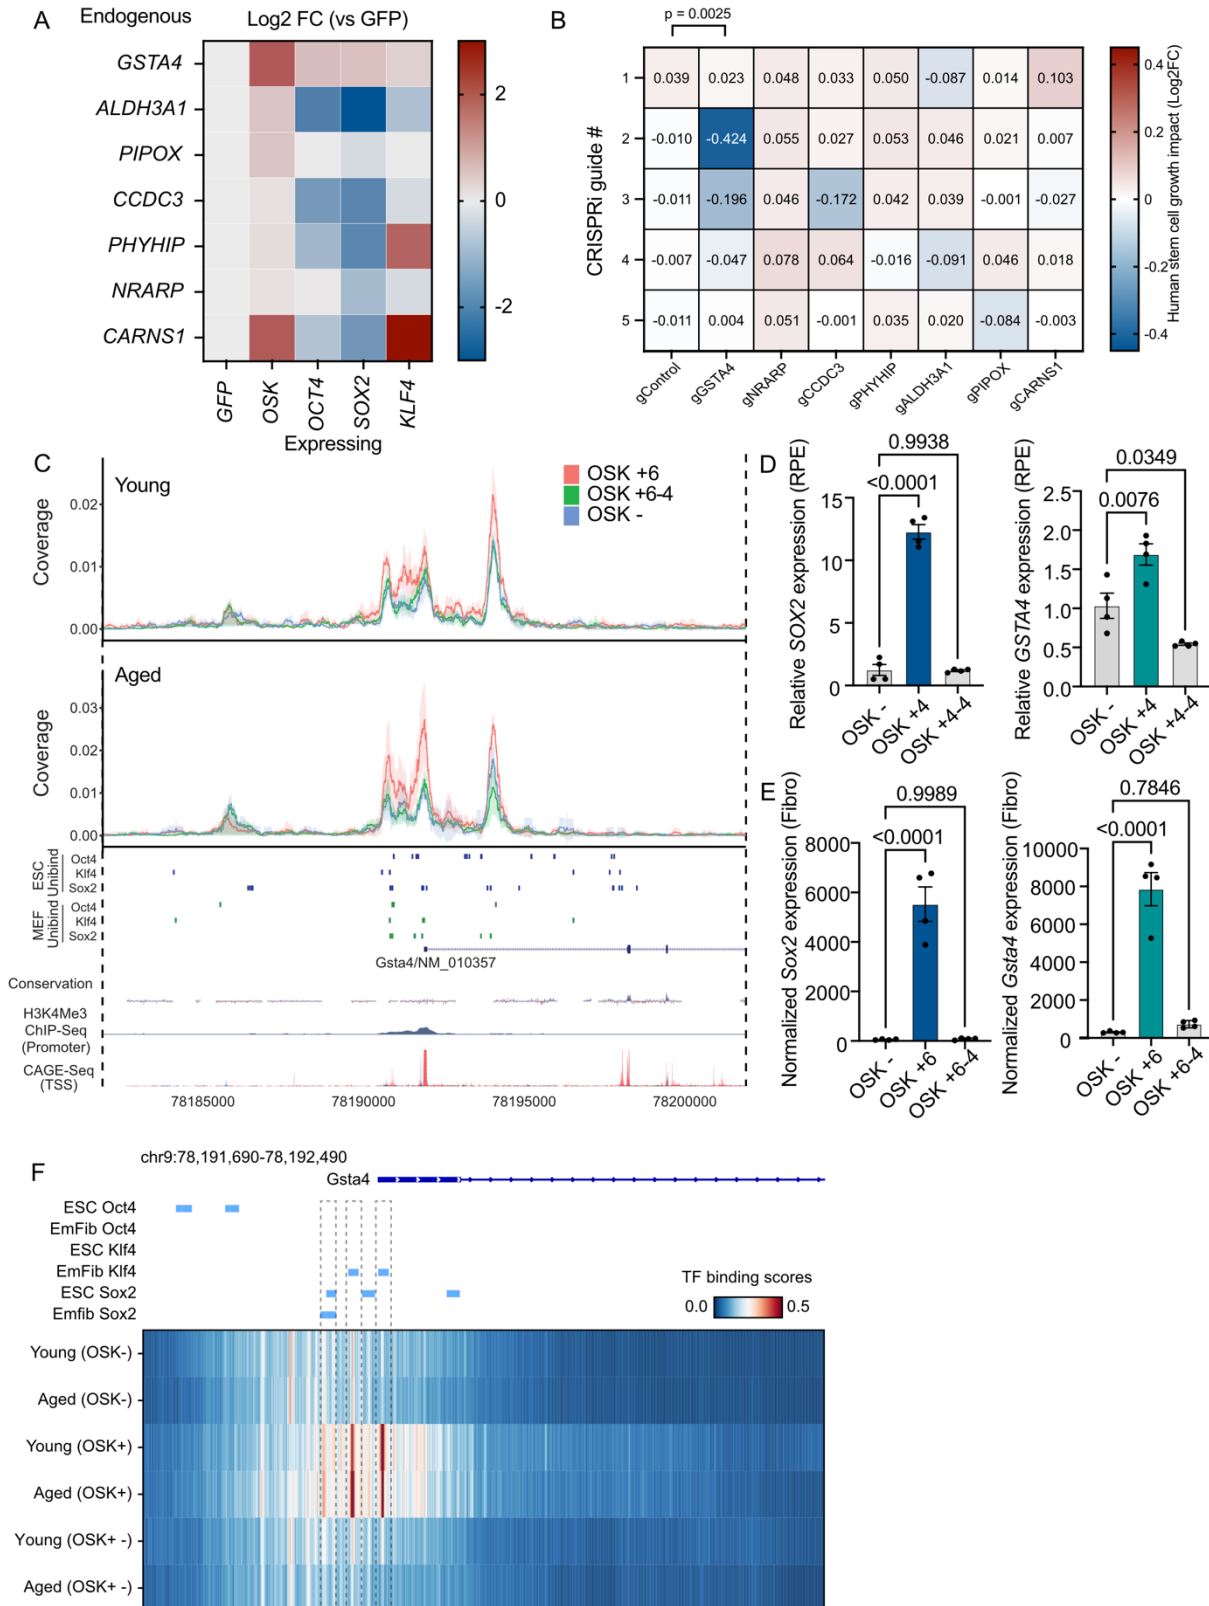 A
Endogenous
Log2 FC (vs GFP)
GSTA4
ALDH3A1
PIPOX
CCDC3
PHYHIP
NRARP
CARNS1
2
0
-2
GFP
OSK
OCT4
SOX2
KLF4
Expressing
B
p = 0.0025
CRISPRi guide #
1 0.039 0.023 0.048 0.033 0.050 -0.087 0.014 0.103
2 -0.010 -0.424 0.055 0.027 0.053 0.046 0.021 0.007
3 -0.011 -0.196 0.046 -0.172 0.042 0.039 -0.001 -0.027
4 -0.007 -0.047 0.078 0.064 -0.016 -0.091 0.046 0.018
5 -0.011 0.004 0.051 -0.001 0.035 0.020 -0.084 -0.003
gControl
gGSTA4
gNRARP
gCCDC3
gPHYHIP
gALDH3A1
gPIPOX
gCARNS1
0.4
0.2
0.0
-0.2
-0.4
Human stem cell growth impact (Log2FC)
C
Young
OSK +6
OSK +6-4
OSK -
Coverage
0.02
0.01
0.00
Aged
Coverage
0.03
0.02
0.01
0.00
ESC
Unibind
Oct4
Klf4
Sox2
MEF
Unibind
Oct4
Klf4
Sox2
Gsta4/NM_010357
Conservation
H3K4Me3
ChIP-Seq
(Promoter)
CAGE-Seq
(TSS)
78185000
78190000
78195000
78200000
D
Relative SOX2 expression (RPE)
0.9938
<0.0001
15
10
5
0
OSK -
OSK +4
OSK +4-4
Relative GSTA4 expression (RPE)
0.0349
0.0076
2.5
2.0
1.5
1.0
0.5
0.0
OSK -
OSK +4
OSK +4-4
E
Normalized Sox2 expression (Fibro)
0.9989
<0.0001
8000
6000
4000
2000
0
OSK -
OSK +6
OSK +6-4
Normalized Gsta4 expression (Fibro)
0.7846
<0.0001
10000
8000
6000
4000
2000
0
OSK -
OSK +6
OSK +6-4
F
chr9:78,191,690-78,192,490
Gsta4
ESC Oct4
EmFib Oct4
ESC Klf4
EmFib Klf4
ESC Sox2
Emfib Sox2
TF binding scores
0.0
0.5
Young (OSK-)
Aged (OSK-)
Young (OSK+)
Aged (OSK+)
Young (OSK+ -)
Aged (OSK+ -)